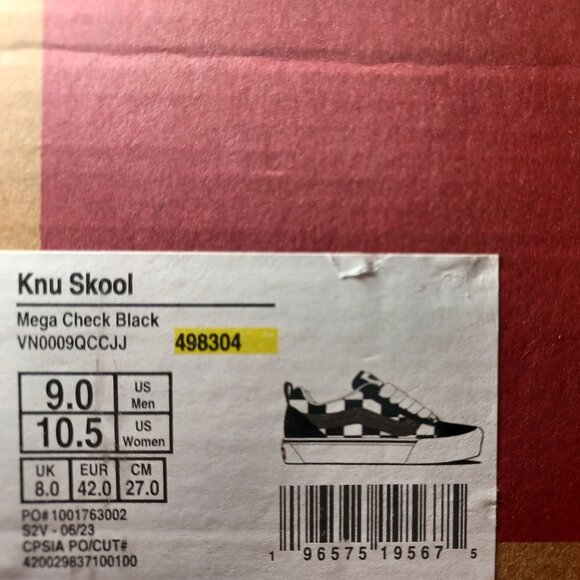 Knu Skool
Mega Check Black
VN0009QCCJJ 498304
9.0 US Men
10.5 US Women
UK 8.0 EUR 42.0 CM 27.0
PO# 1001763002
S2V - 06/23
CPSIA PO/CUT#
420029837100100
1 96575 19567 5